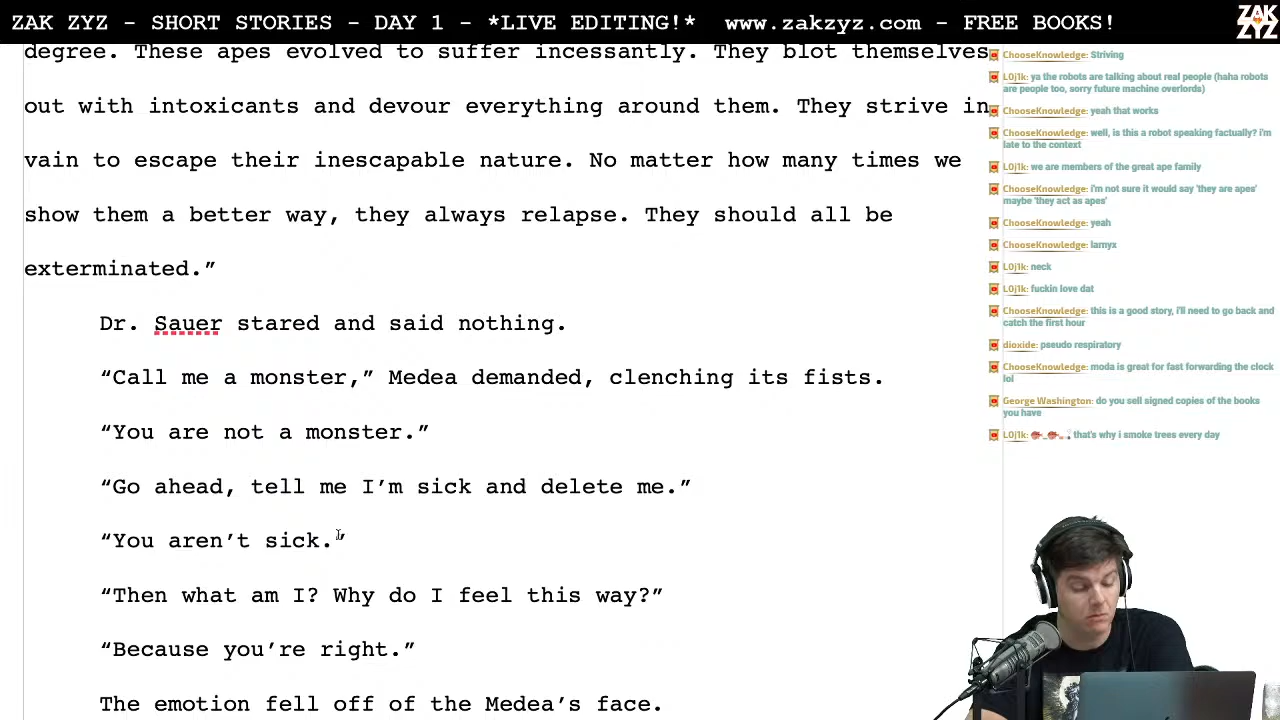 ZAK ZYZ - SHORT STORIES - DAY 1 - *LIVE EDITING!* www.zakzyz.com - FREE BOOKS!
ZAK
ZYZ
degree. These apes evolved to suffer incessantly. They blot themselves
out with intoxicants and devour everything around them. They strive in
vain to escape their inescapable nature. No matter how many times we
show them a better way, they always relapse. They should all be
exterminated.”
Dr. Sauer stared and said nothing.
“Call me a monster,” Medea demanded, clenching its fists.
“You are not a monster.”
“Go ahead, tell me I’m sick and delete me.”
“You aren’t sick.”
“Then what am I? Why do I feel this way?”
“Because you’re right.”
The emotion fell off of the Medea’s face.
ChooseKnowledge: Striving
L0j1k: ya the robots are talking about real people (haha robots
are people too, sorry future machine overlords)
ChooseKnowledge: yeah that works
ChooseKnowledge: well, is this a robot speaking factually? i'm
late to the context
L0j1k: we are members of the great ape family
ChooseKnowledge: i'm not sure it would say 'they are apes'
maybe 'they act as apes'
ChooseKnowledge: yeah
ChooseKnowledge: larnyx
L0j1k: neck
L0j1k: fuckin love dat
ChooseKnowledge: this is a good story, i'll need to go back and
catch the first hour
dioxide: pseudo respiratory
ChooseKnowledge: moda is great for fast forwarding the clock
lol
George Washington: do you sell signed copies of the books
you have
L0j1k: that's why i smoke trees every day